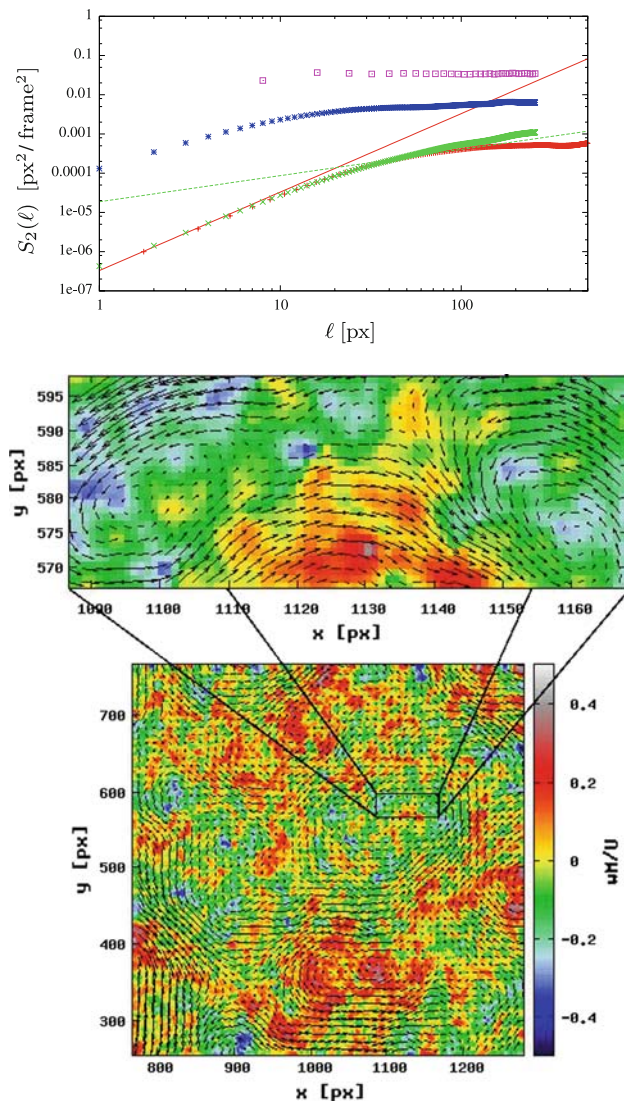 S₂(ℓ) [px²/frame²]
1
0.1
0.01
0.001
0.0001
1e-05
1e-06
1e-07
1 10 100
ℓ [px]
y [px]
595
590
585
580
575
570
1090 1100 1110 1120 1130 1140 1150 1160
x [px]
y [px]
700
600
500
400
300
800 900 1000 1100 1200
x [px]
0.4
0.2
0
-0.2
-0.4
wM/U